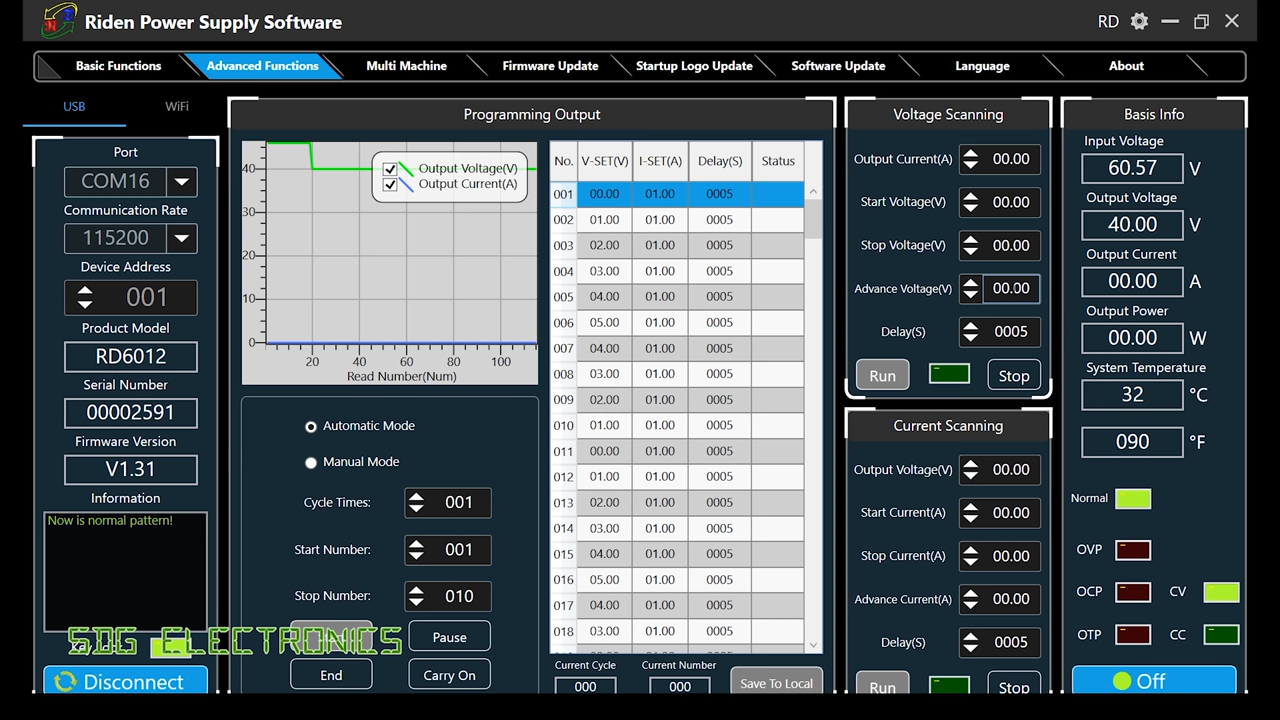 Riden Power Supply Software
RD
Basic Functions
Advanced Functions
Multi Machine
Firmware Update
Startup Logo Update
Software Update
Language
About
USB
WiFi
Port
COM16
Communication Rate
115200
Device Address
001
Product Model
RD6012
Serial Number
00002591
Firmware Version
V1.31
Information
Now is normal pattern!
SDG ELECTRONICS
Disconnect
Programming Output
Output Voltage(V)
Output Current(A)
40
30
20
10
0
20 40 60 80 100
Read Number(Num)
Automatic Mode
Manual Mode
Cycle Times: 001
Start Number: 001
Stop Number: 010
Pause
End
Carry On
No. V-SET(V) I-SET(A) Delay(S) Status
001 00.00 01.00 0005
002 01.00 01.00 0005
003 02.00 01.00 0005
004 03.00 01.00 0005
005 04.00 01.00 0005
006 05.00 01.00 0005
007 04.00 01.00 0005
008 03.00 01.00 0005
009 02.00 01.00 0005
010 01.00 01.00 0005
011 00.00 01.00 0005
012 01.00 01.00 0005
013 02.00 01.00 0005
014 03.00 01.00 0005
015 04.00 01.00 0005
016 05.00 01.00 0005
017 04.00 01.00 0005
018 03.00 01.00 0005
Current Cycle
000
Current Number
000
Save To Local
Voltage Scanning
Output Current(A) 00.00
Start Voltage(V) 00.00
Stop Voltage(V) 00.00
Advance Voltage(V) 00.00
Delay(S) 0005
Run
Stop
Current Scanning
Output Voltage(V) 00.00
Start Current(A) 00.00
Stop Current(A) 00.00
Advance Current(A) 00.00
Delay(S) 0005
Run
Stop
Basis Info
Input Voltage
60.57 V
Output Voltage
40.00 V
Output Current
00.00 A
Output Power
00.00 W
System Temperature
32 °C
090 °F
Normal
OVP
OCP
CV
OTP
CC
Off